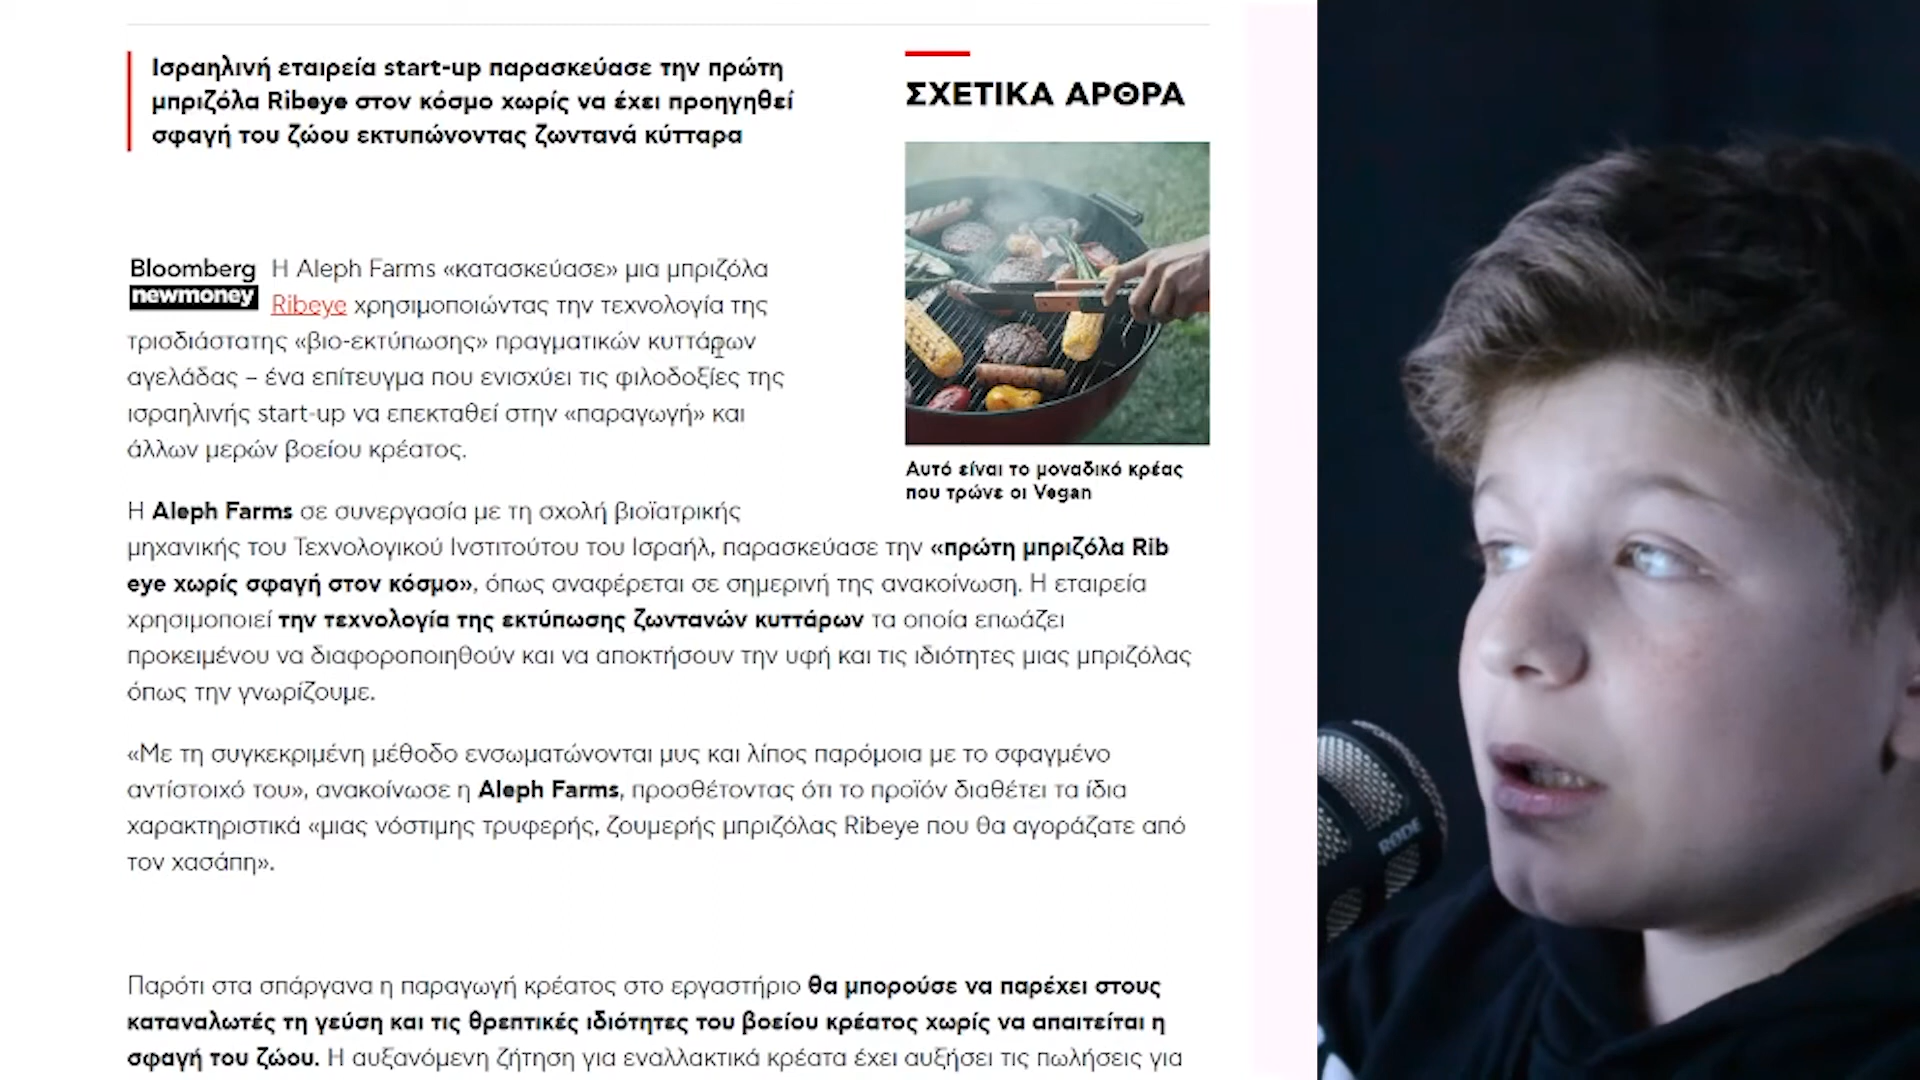 Ισραηλινή εταιρεία start-up παρασκεύασε την πρώτη
μπριζόλα Ribeye στον κόσμο χωρίς να έχει προηγηθεί
σφαγή του ζώου εκτυπώνοντας ζωντανά κύτταρα
Bloomberg
newmoney
Η Aleph Farms «κατασκεύασε» μια μπριζόλα
Ribeye χρησιμοποιώντας την τεχνολογία της
τρισδιάστατης «βιο-εκτύπωσης» πραγματικών κυττάρων
αγελάδας – ένα επίτευγμα που ενισχύει τις φιλοδοξίες της
ισραηλινής start-up να επεκταθεί στην «παραγωγή» και
άλλων μερών βοείου κρέατος.
Η Aleph Farms σε συνεργασία με τη σχολή βιοϊατρικής
μηχανικής του Τεχνολογικού Ινστιτούτου του Ισραήλ, παρασκεύασε την «πρώτη μπριζόλα Rib
eye χωρίς σφαγή στον κόσμο», όπως αναφέρεται σε σημερινή της ανακοίνωση. Η εταιρεία
χρησιμοποιεί την τεχνολογία της εκτύπωσης ζωντανών κυττάρων τα οποία επωάζει
προκειμένου να διαφοροποιηθούν και να αποκτήσουν την υφή και τις ιδιότητες μιας μπριζόλας
όπως την γνωρίζουμε.
«Με τη συγκεκριμένη μέθοδο ενσωματώνονται μυς και λίπος παρόμοια με το σφαγμένο
αντίστοιχό του», ανακοίνωσε η Aleph Farms, προσθέτοντας ότι το προϊόν διαθέτει τα ίδια
χαρακτηριστικά «μιας νόστιμης τρυφερής, ζουμερής μπριζόλας Ribeye που θα αγοράζατε από
τον χασάπη».
Παρότι στα σπάργανα η παραγωγή κρέατος στο εργαστήριο θα μπορούσε να παρέχει στους
καταναλωτές τη γεύση και τις θρεπτικές ιδιότητες του βοείου κρέατος χωρίς να απαιτείται η
σφαγή του ζώου. Η αυξανόμενη ζήτηση για εναλλακτικά κρέατα έχει αυξήσει τις πωλήσεις για
ΣΧΕΤΙΚΑ ΑΡΘΡΑ
Αυτό είναι το μοναδικό κρέας
που τρώνε οι Vegan
RØDE